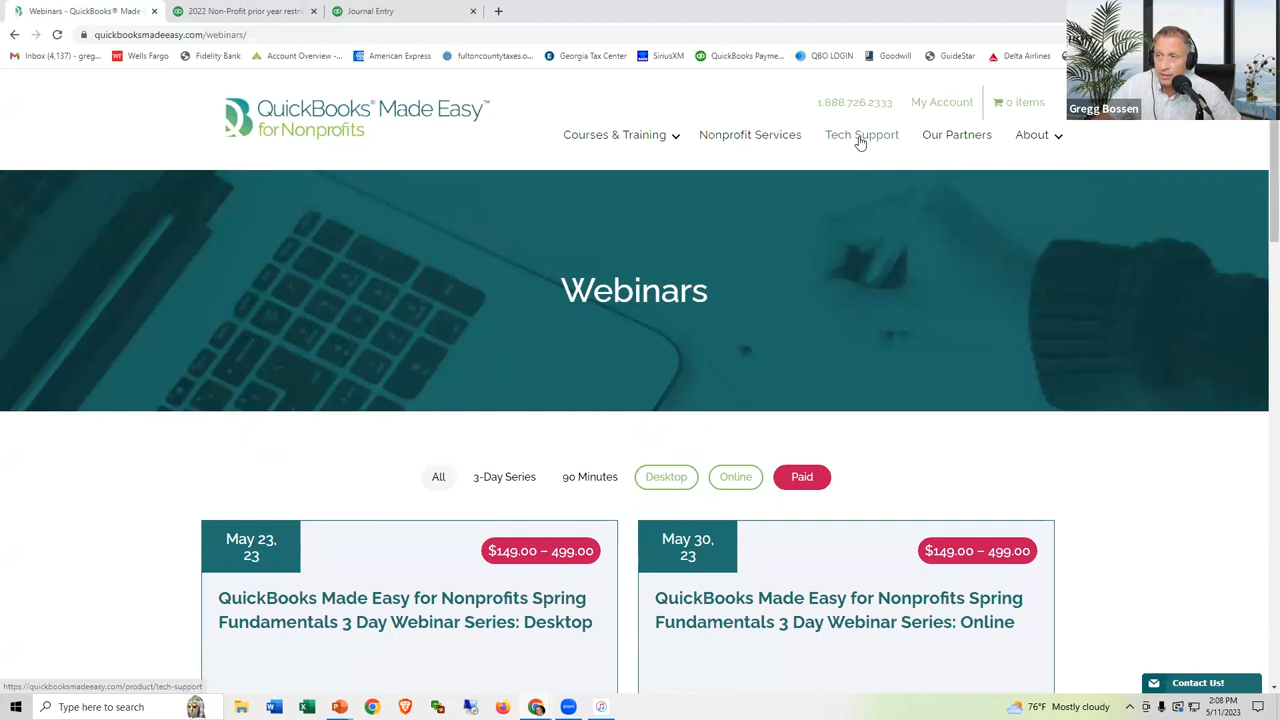 Webinars - QuickBooks® Made E
2022 Non-Profit prior year restric
Journal Entry
quickbooksmadeeasy.com/webinars/
Inbox (4,137) - greg...
Wells Fargo
Fidelity Bank
Account Overview -...
American Express
fultoncountytaxes.o...
Georgia Tax Center
SiriusXM
QuickBooks Payme...
QBO LOGIN
Goodwill
GuideStar
Delta Airlines
Gregg Bossen
QuickBooks® Made Easy™
for Nonprofits
1.888.726.2333 My Account 0 items
Courses & Training Nonprofit Services Tech Support Our Partners About
Webinars
All 3-Day Series 90 Minutes Desktop Online Paid
May 23,
23
$149.00 – 499.00
QuickBooks Made Easy for Nonprofits Spring
Fundamentals 3 Day Webinar Series: Desktop
May 30,
23
$149.00 – 499.00
QuickBooks Made Easy for Nonprofits Spring
Fundamentals 3 Day Webinar Series: Online
https://quickbooksmadeeasy.com/product/tech-support
Contact Us!
Type here to search
76°F Mostly cloudy
2:08 PM
5/11/2023